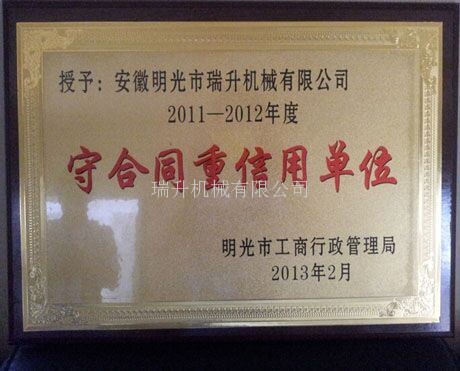 授予：安徽明光市瑞升机械有限公司
2011—2012年度
守合同重信用单位
瑞升机械有限公司
明光市工商行政管理局
2013年2月